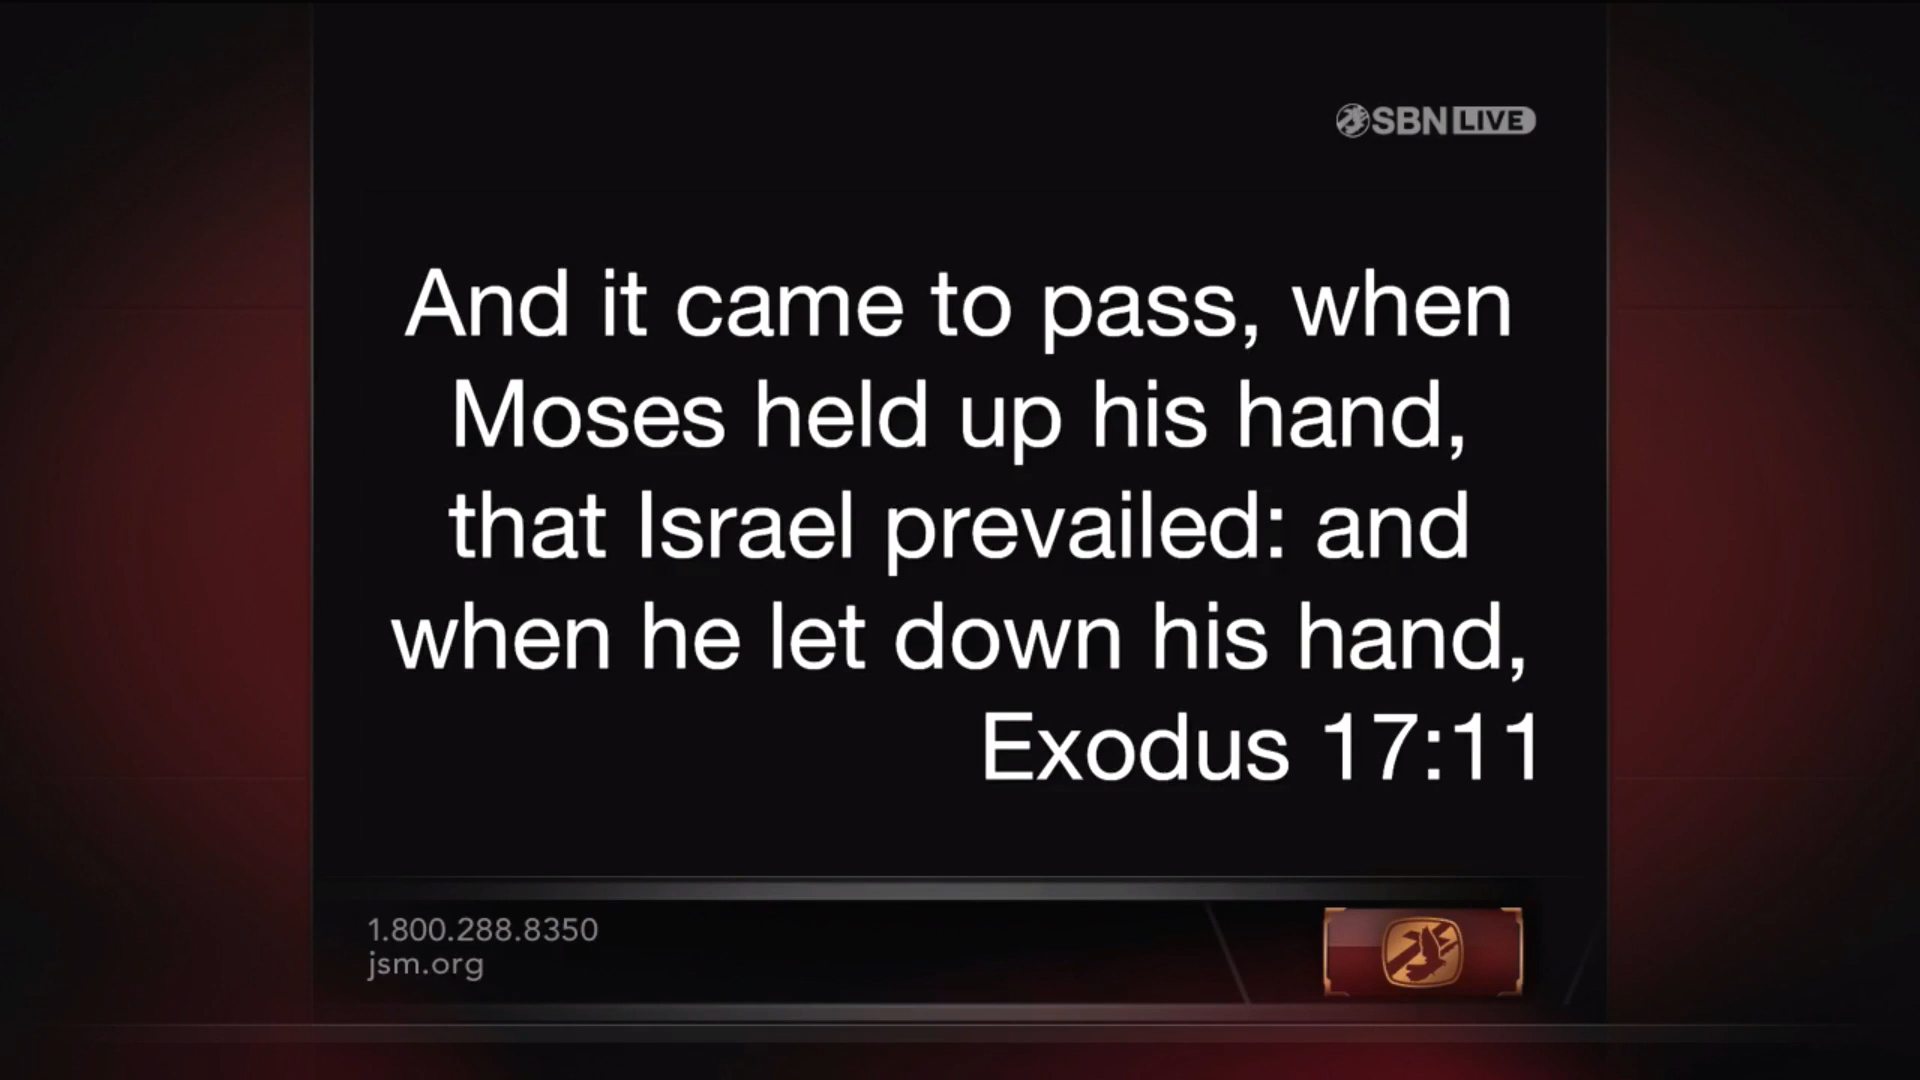 SBN LIVE
And it came to pass, when
Moses held up his hand,
that Israel prevailed: and
when he let down his hand,
Exodus 17:11
1.800.288.8350
jsm.org